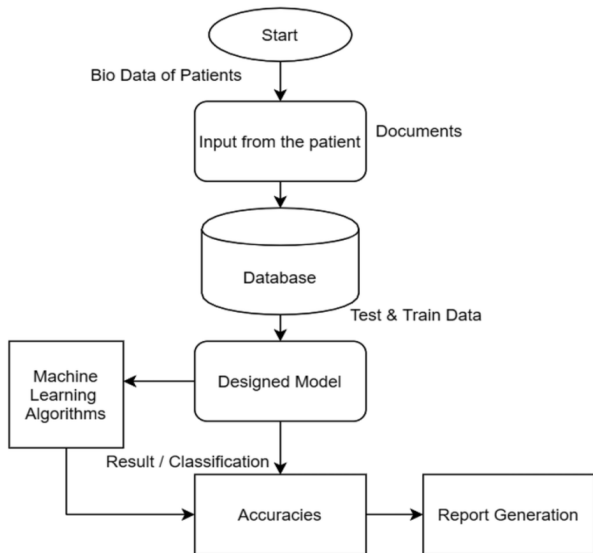 Start
Bio Data of Patients
Input from the patient
Documents
Database
Test & Train Data
Machine
Learning
Algorithms
Designed Model
Result / Classification
Accuracies
Report Generation